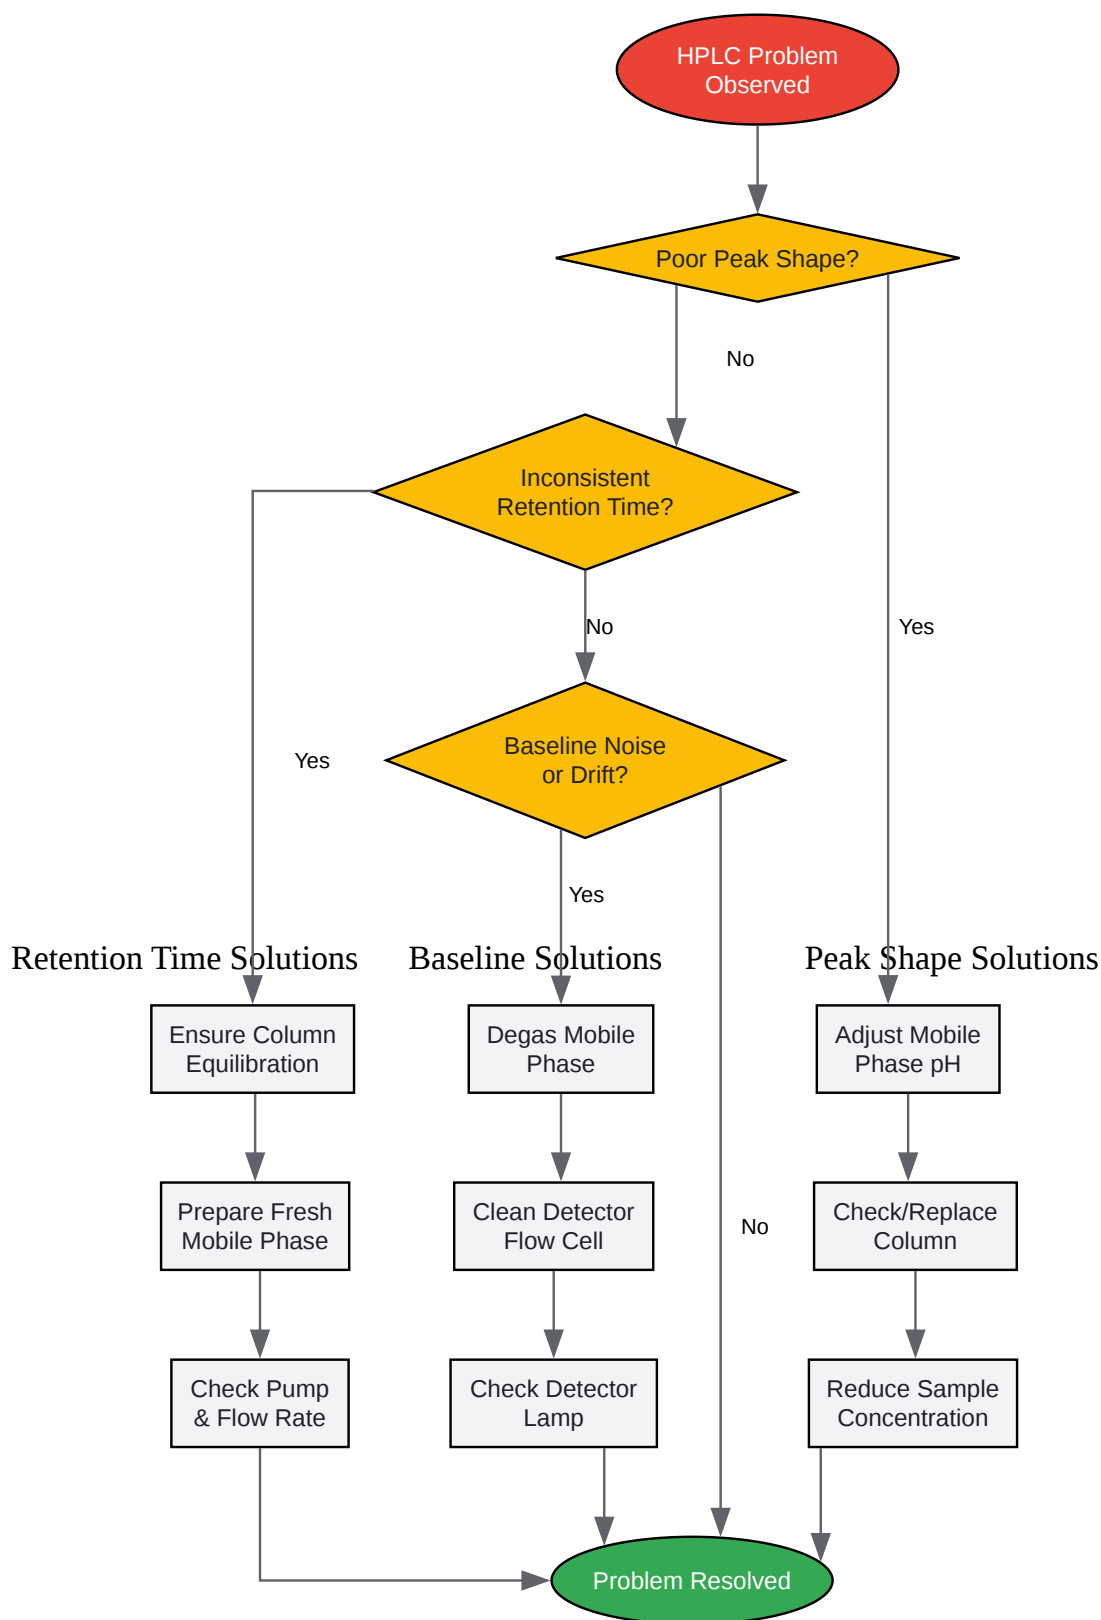 HPLC Problem
Observed
Poor Peak Shape?
No
Inconsistent
Retention Time?
No
Yes
Baseline Noise
or Drift?
Yes
Yes
Retention Time Solutions
Baseline Solutions
Peak Shape Solutions
Ensure Column
Equilibration
Degas Mobile
Phase
Adjust Mobile
Phase pH
Prepare Fresh
Mobile Phase
Clean Detector
Flow Cell
No
Check/Replace
Column
Check Pump
& Flow Rate
Check Detector
Lamp
Reduce Sample
Concentration
Problem Resolved